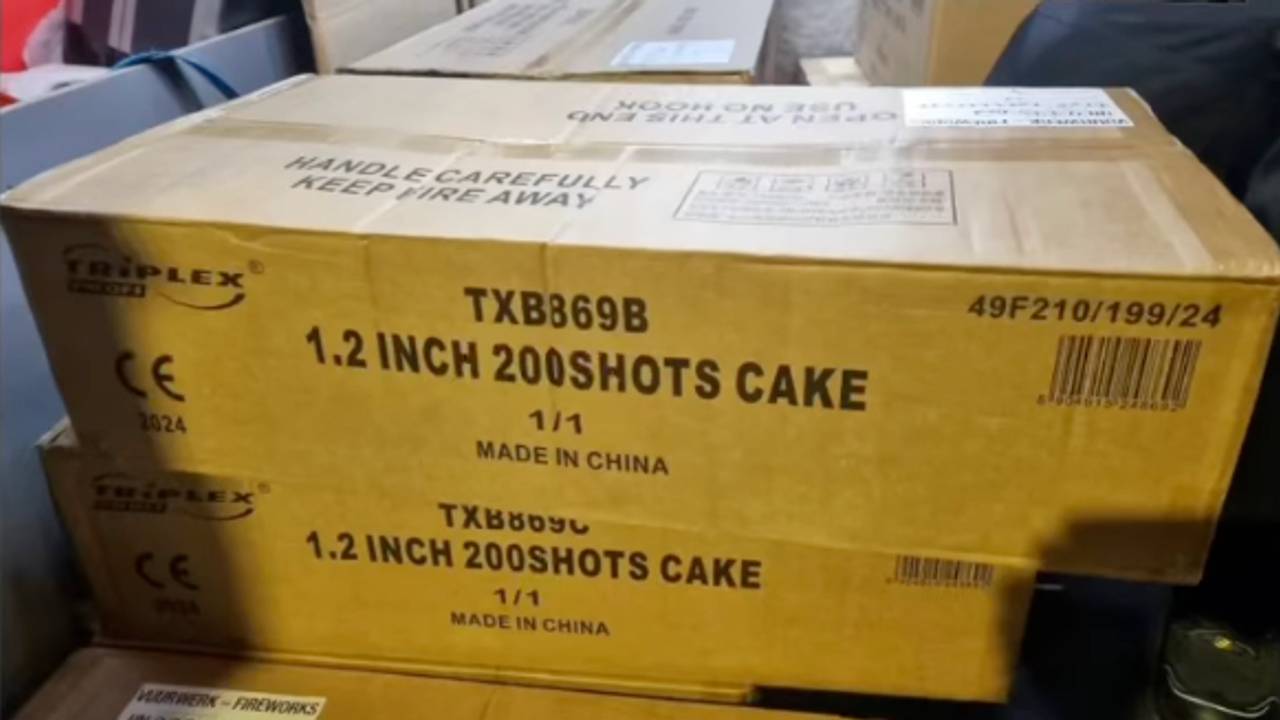 OPEN AT THIS END
USE NO HOOK
VUURWERK FIREWORKS
HANDLE CAREFULLY
KEEP FIRE AWAY
TRIPLEX
TXB869B
1.2 INCH 200SHOTS CAKE
1/1
MADE IN CHINA
49F210/199/24
CE
2024
TRIPLEX
TXB869C
1.2 INCH 200SHOTS CAKE
1/1
MADE IN CHINA
CE
VUURWERK - FIREWORKS